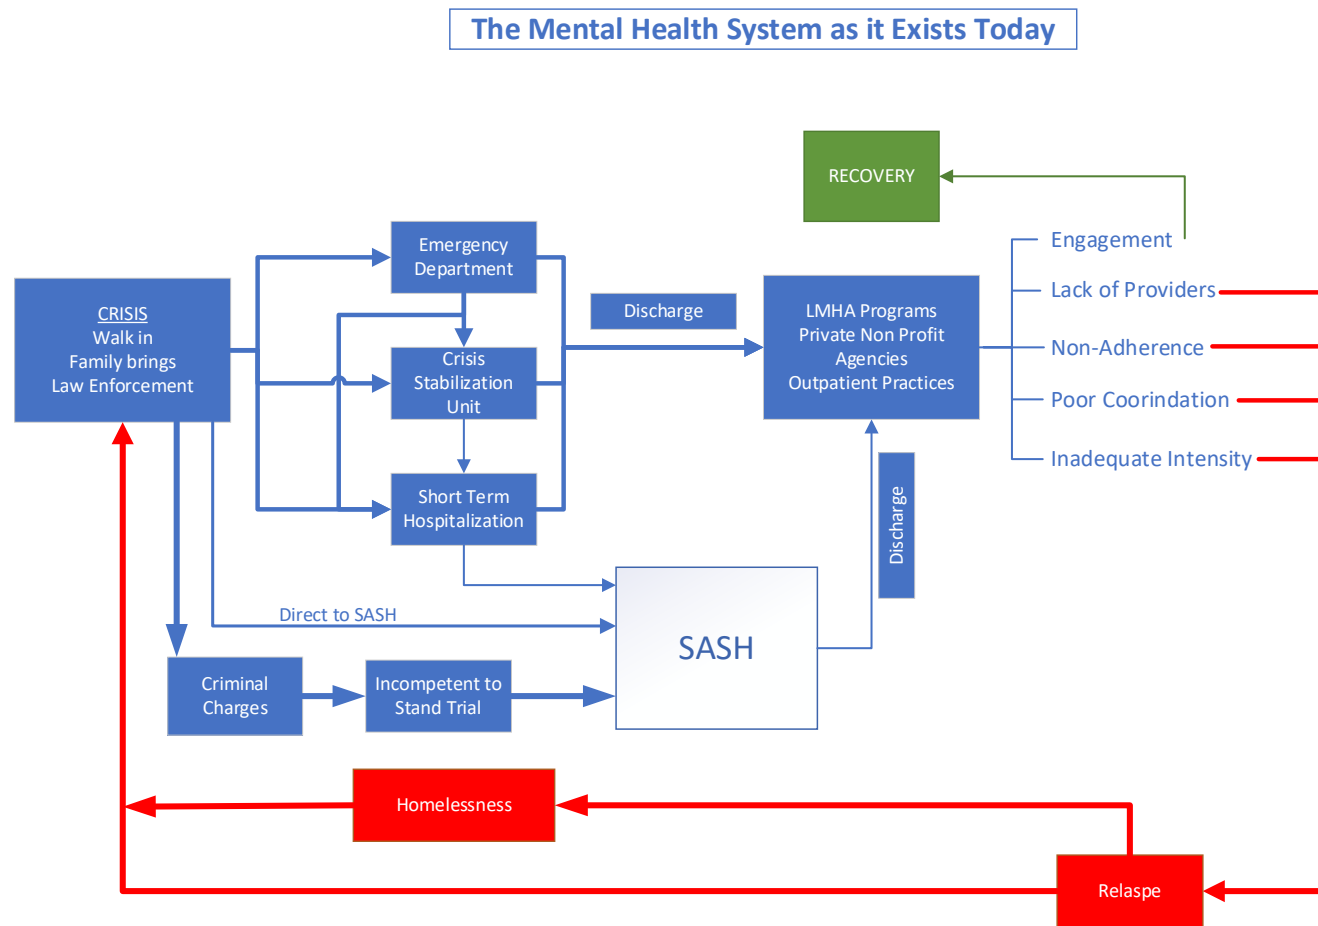 The Mental Health System as it Exists Today
RECOVERY
Emergency
Department
CRISIS
Walk in
Family brings
Law Enforcement
Crisis
Stabilization
Unit
Short Term
Hospitalization
Discharge
LMHA Programs
Private Non Profit
Agencies
Outpatient Practices
Engagement
Lack of Providers
Non-Adherence
Poor Coorindation
Inadequate Intensity
Discharge
Direct to SASH
SASH
Criminal
Charges
Incompetent to
Stand Trial
Homelessness
Relaspe